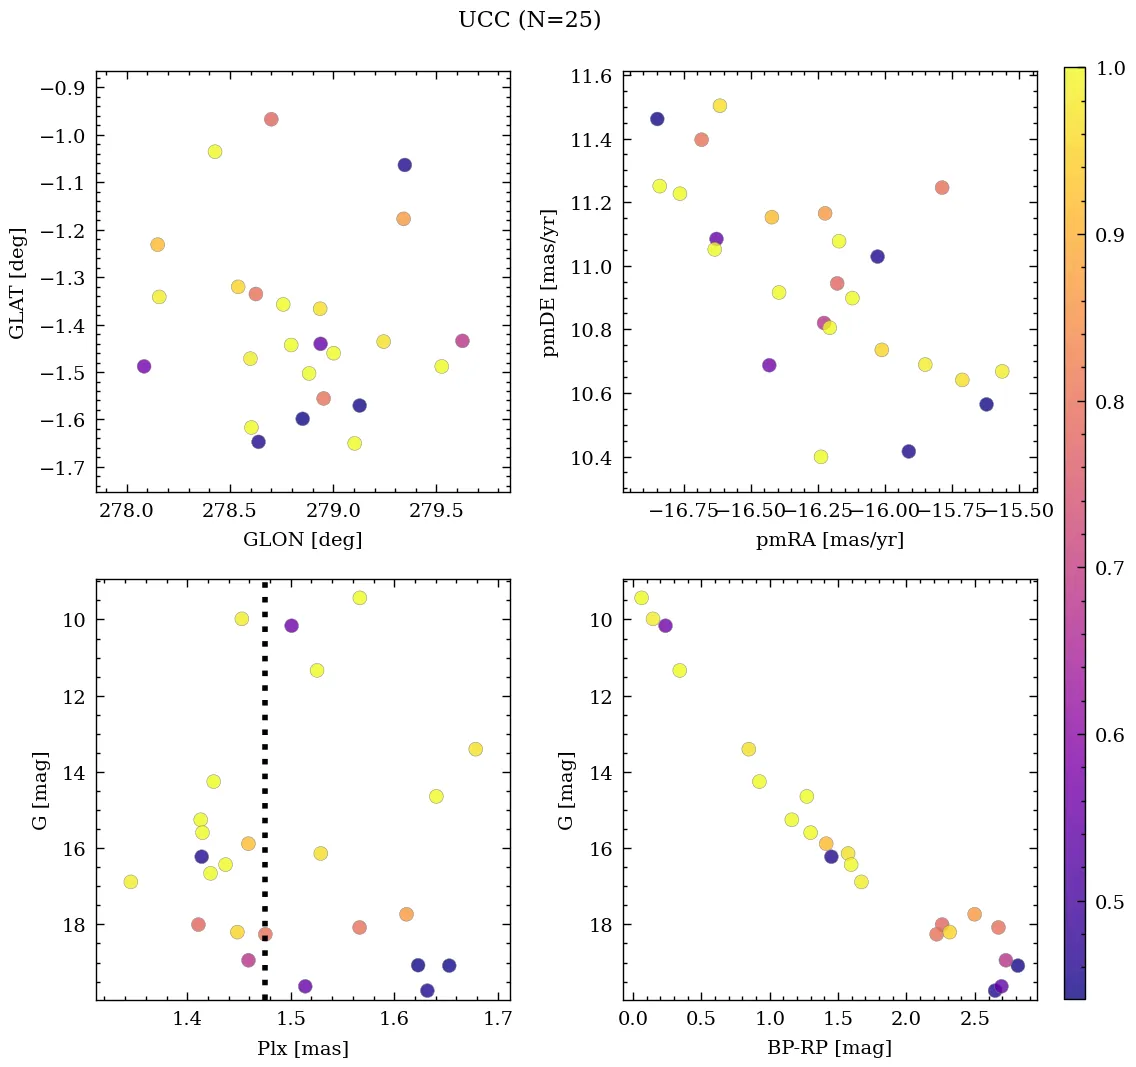 UCC (N=25)
−0.9
−1.0
−1.1
−1.2
−1.3
−1.4
−1.5
−1.6
−1.7
GLAT [deg]
278.0 278.5 279.0 279.5
GLON [deg]
11.6
11.4
11.2
11.0
10.8
10.6
10.4
pmDE [mas/yr]
−16.75 −16.50 −16.25 −16.00 −15.75 −15.50
pmRA [mas/yr]
1.0
0.9
0.8
0.7
0.6
0.5
10
12
14
16
18
G [mag]
1.4 1.5 1.6 1.7
Plx [mas]
10
12
14
16
18
G [mag]
0.0 0.5 1.0 1.5 2.0 2.5
BP-RP [mag]